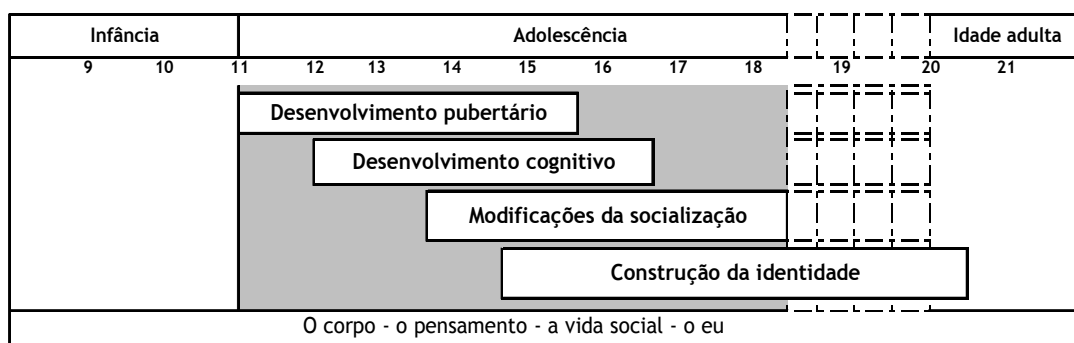 Infância Adolescência Idade adulta
9 10 11 12 13 14 15 16 17 18 19 20 21
Desenvolvimento pubertário
Desenvolvimento cognitivo
Modificações da socialização
Construção da identidade
O corpo - o pensamento - a vida social - o eu